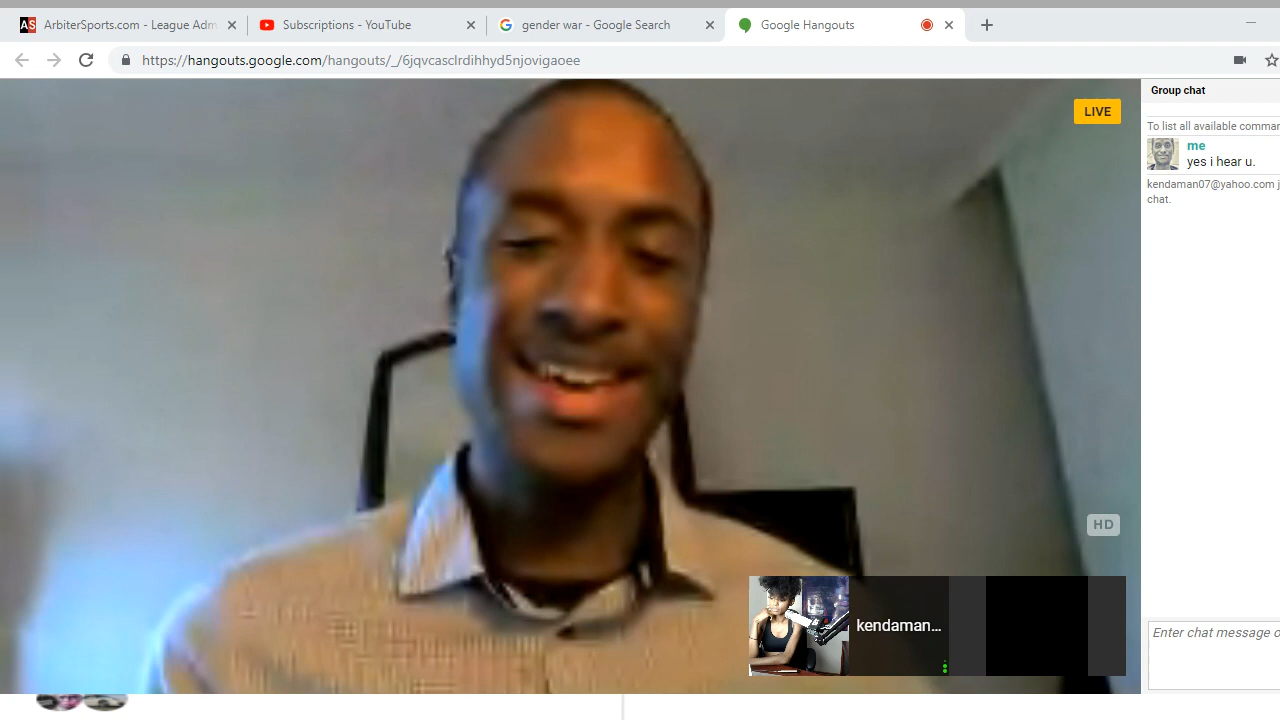 AS ArbiterSports.com - League Adm
Subscriptions - YouTube
gender war - Google Search
Google Hangouts
https://hangouts.google.com/hangouts/_/6jqvcasclrdihhyd5njovigaoee
LIVE
Group chat
To list all available comman
me
yes i hear u.
kendaman07@yahoo.com j
chat.
HD
kendaman...
Enter chat message o